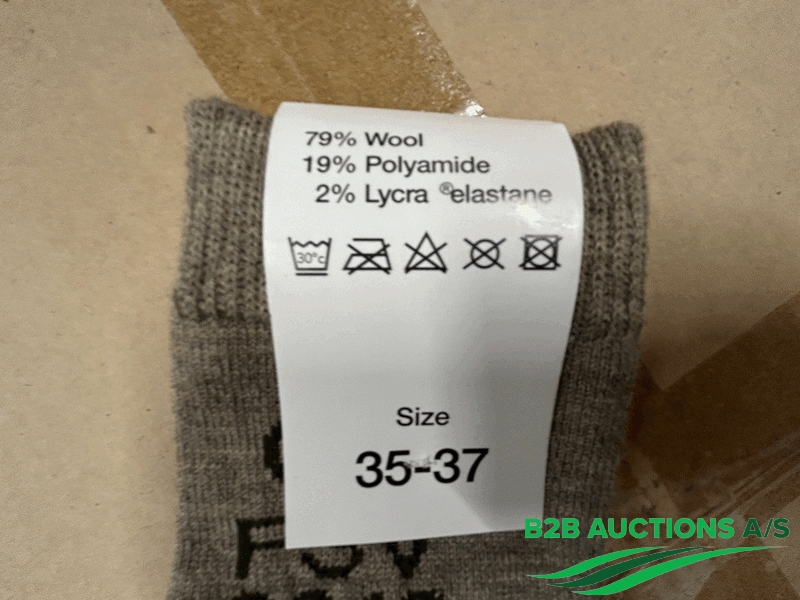 79% Wool
19% Polyamide
2% Lycra ®elastane
30°c
Size
35-37
B2B AUCTIONS A/S